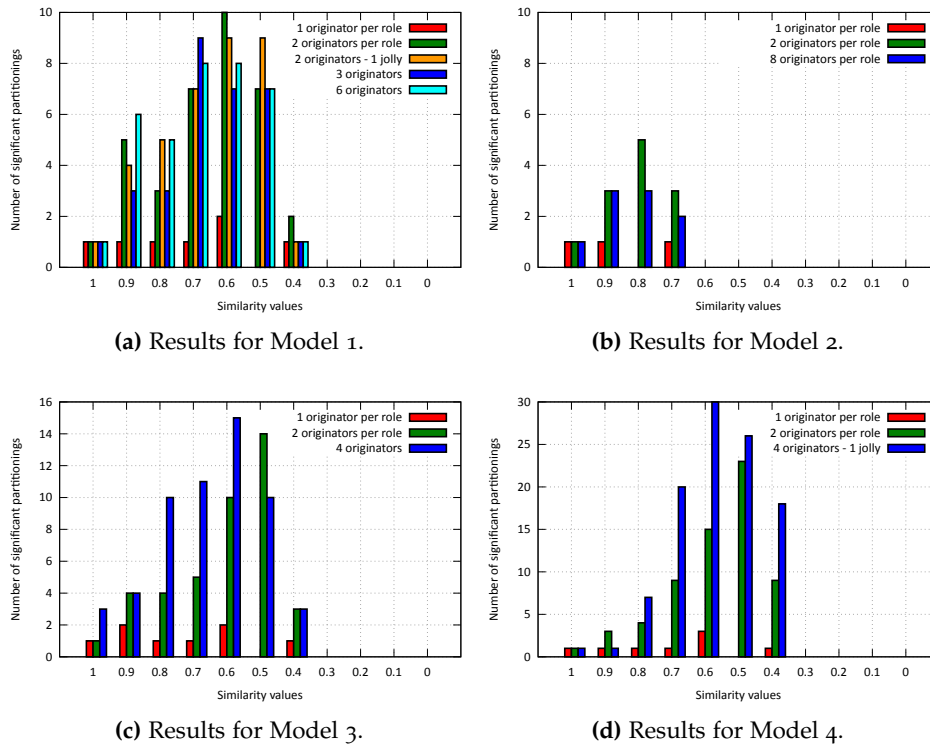 10
8
6
4
2
0
Number of significant partitionings
1 originator per role
2 originators per role
2 originators - 1 jolly
3 originators
6 originators
1 0.9 0.8 0.7 0.6 0.5 0.4 0.3 0.2 0.1 0
Similarity values
(a) Results for Model 1.
10
8
6
4
2
0
Number of significant partitionings
1 originator per role
2 originators per role
8 originators per role
1 0.9 0.8 0.7 0.6 0.5 0.4 0.3 0.2 0.1 0
Similarity values
(b) Results for Model 2.
16
14
12
10
8
6
4
2
0
Number of significant partitionings
1 originator per role
2 originators per role
4 originators
1 0.9 0.8 0.7 0.6 0.5 0.4 0.3 0.2 0.1 0
Similarity values
(c) Results for Model 3.
30
25
20
15
10
5
0
Number of significant partitionings
1 originator per role
2 originators per role
4 originators - 1 jolly
1 0.9 0.8 0.7 0.6 0.5 0.4 0.3 0.2 0.1 0
Similarity values
(d) Results for Model 4.